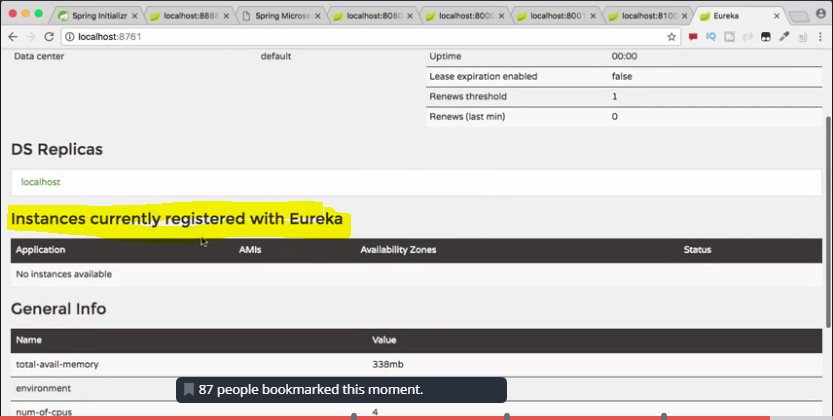 Spring Initializr
localhost:8888
Spring Microse
localhost:8080
localhost:8000
localhost:8001
localhost:8100
Eureka
localhost:8761
IQ
Data center default
Uptime 00:00
Lease expiration enabled false
Renews threshold 1
Renews (last min) 0
DS Replicas
localhost
Instances currently registered with Eureka
Application AMIs Availability Zones Status
No instances available
General Info
Name Value
total-avail-memory 338mb
environment
87 people bookmarked this moment.
num-of-cpus 4